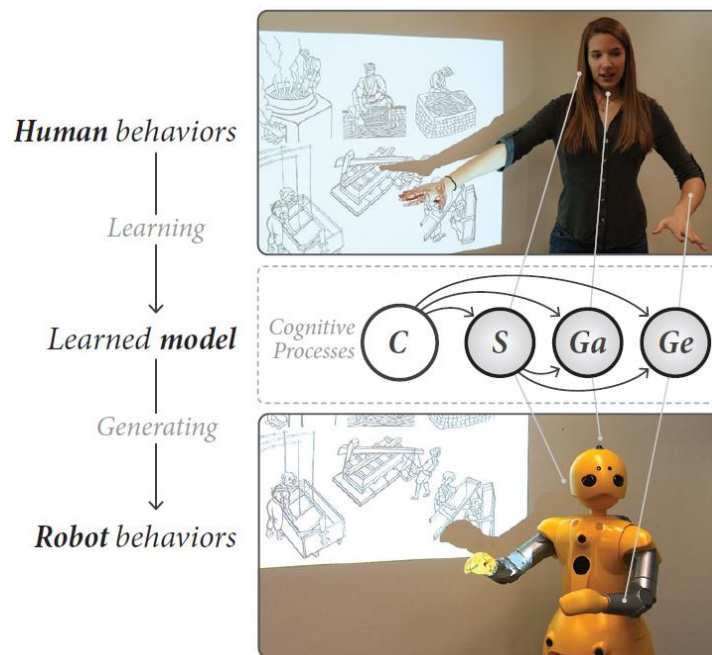 Human behaviors
Learning
Cognitive
Processes
C
S
Ga
Ge
Learned model
Generating
Robot behaviors